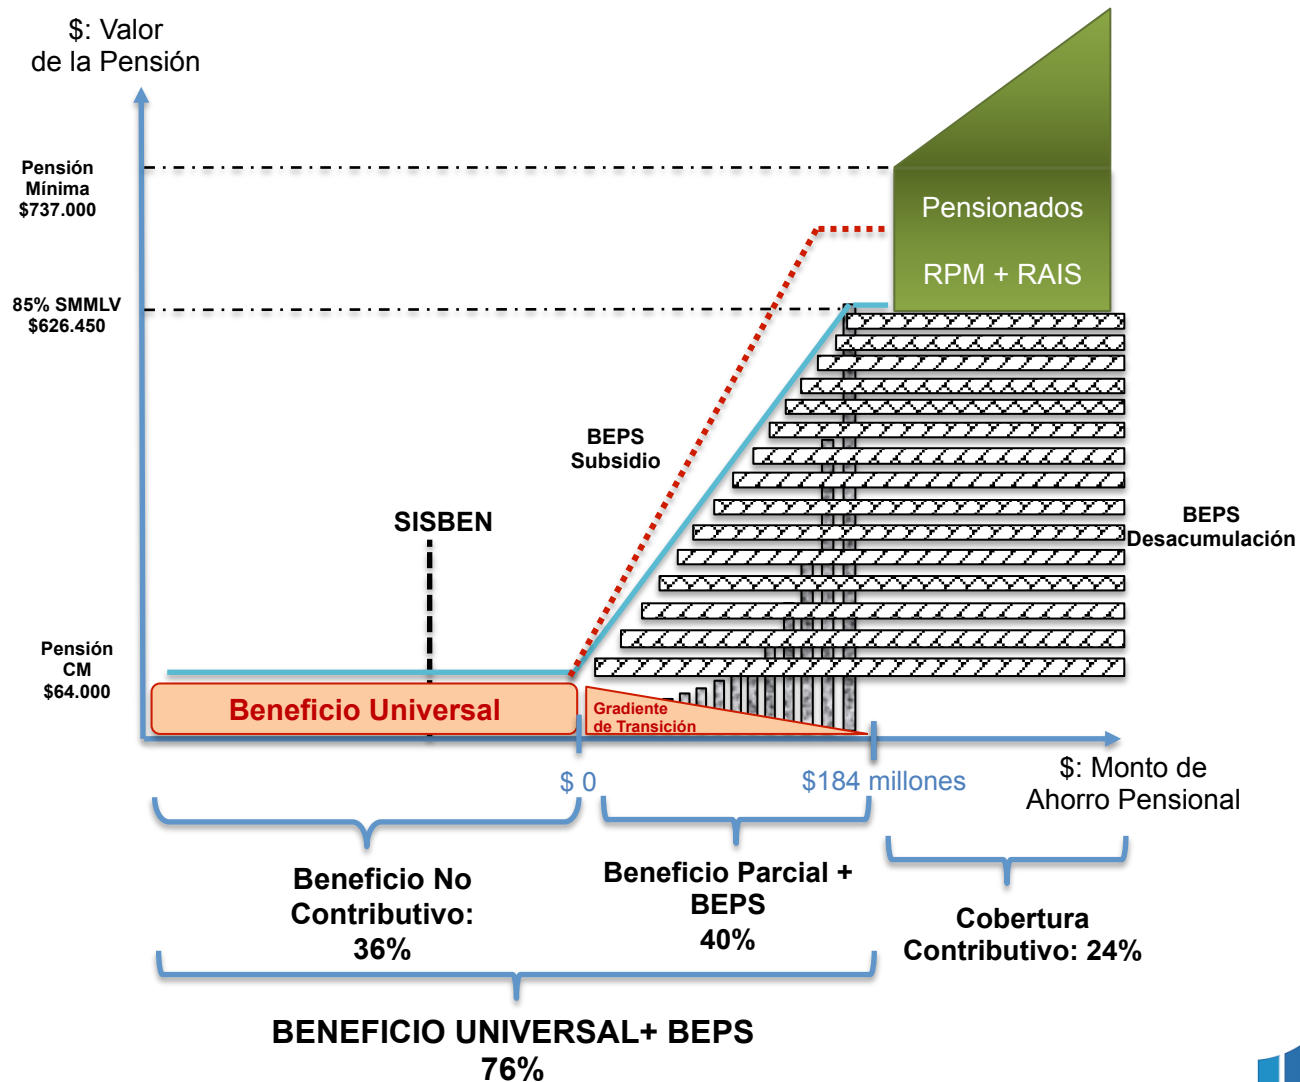 $: Valor
de la Pensión
Pensión
Mínima
$737.000
Pensionados
RPM + RAIS
85% SMMLV
$626.450
BEPS
Subsidio
SISBEN
BEPS
Desacumulación
Pensión
CM
$64.000
Beneficio Universal
Gradiente
de Transición
$ 0
$184 millones
$: Monto de
Ahorro Pensional
Beneficio No
Contributivo:
36%
Beneficio Parcial +
BEPS
40%
Cobertura
Contributivo: 24%
BENEFICIO UNIVERSAL+ BEPS
76%